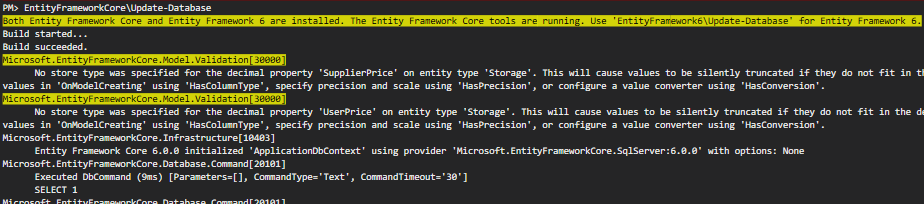 PM> EntityFrameworkCore\Update-Database
Both Entity Framework Core and Entity Framework 6 are installed. The Entity Framework Core tools are running. Use 'EntityFramework6\Update-Database' for Entity Framework 6.
Build started...
Build succeeded.
Microsoft.EntityFrameworkCore.Model.Validation[30000]
No store type was specified for the decimal property 'SupplierPrice' on entity type 'Storage'. This will cause values to be silently truncated if they do not fit in th
values in 'OnModelCreating' using 'HasColumnType', specify precision and scale using 'HasPrecision', or configure a value converter using 'HasConversion'.
Microsoft.EntityFrameworkCore.Model.Validation[30000]
No store type was specified for the decimal property 'UserPrice' on entity type 'Storage'. This will cause values to be silently truncated if they do not fit in the de
values in 'OnModelCreating' using 'HasColumnType', specify precision and scale using 'HasPrecision', or configure a value converter using 'HasConversion'.
Microsoft.EntityFrameworkCore.Infrastructure[10403]
Entity Framework Core 6.0.0 initialized 'ApplicationDbContext' using provider 'Microsoft.EntityFrameworkCore.SqlServer:6.0.0' with options: None
Microsoft.EntityFrameworkCore.Database.Command[20101]
Executed DbCommand (9ms) [Parameters=[], CommandType='Text', CommandTimeout='30']
SELECT 1
Microsoft.EntityFrameworkCore.Database.Command[20101]